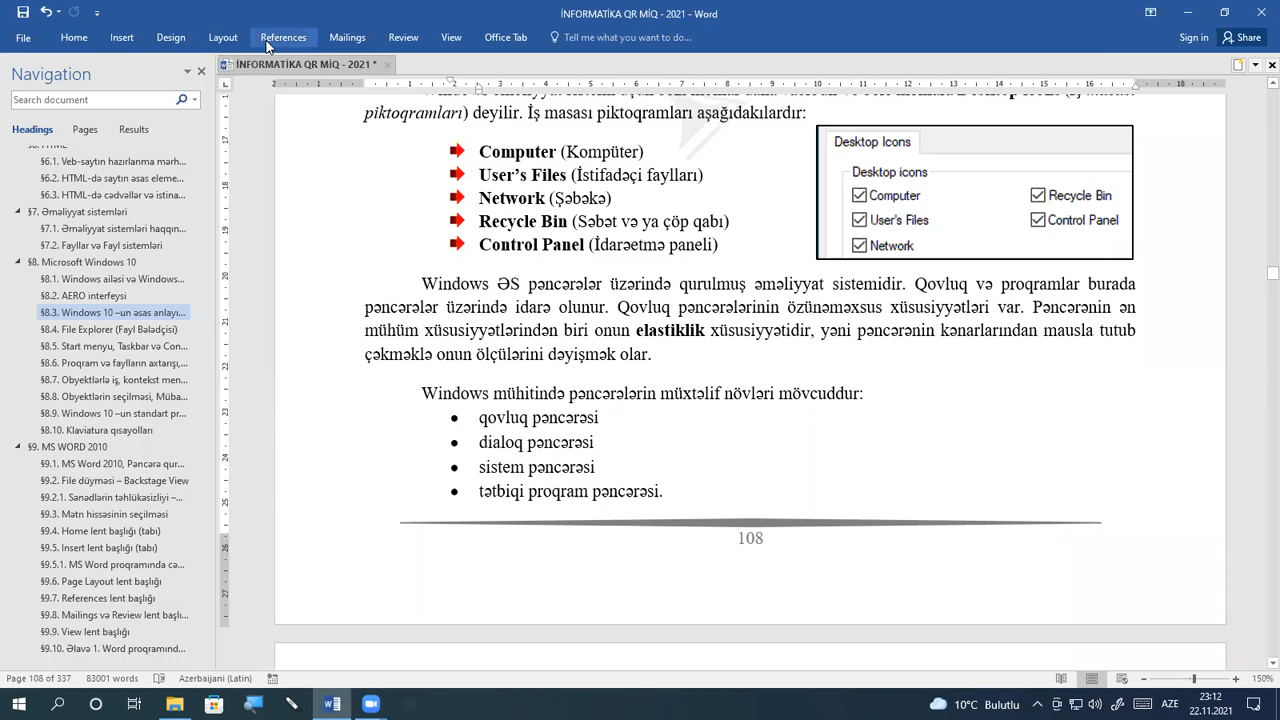 İNFORMATİKA QR MİQ - 2021 - Word
File Home Insert Design Layout References Mailings Review View Office Tab Tell me what you want to do... Sign in Share
İNFORMATİKA QR MİQ - 2021 *
Navigation
Search document
Headings Pages Results
§6.1. Veb-saytın hazırlanma mərh...
§6.2. HTML-də saytın əsas eleme...
§6.3. HTML-də cədvəllər və istina...
§7. Əməliyyat sistemləri
§7.1. Əməliyyat sistemləri haqqın...
§7.2. Fayllar və Fayl sistemləri
§8. Microsoft Windows 10
§8.1. Windows ailəsi və Windows...
§8.2. AERO interfeysi
§8.3. Windows 10 –un əsas anlayı...
§8.4. File Explorer (Fayl Bələdçisi)
§8.5. Start menyu, Taskbar və Con...
§8.6. Proqram və faylların axtarışı,...
§8.7. Obyektlərlə iş, kontekst men...
§8.8. Obyektlərin seçilməsi, Müba...
§8.9. Windows 10 –un standart pr...
§8.10. Klaviatura qısayolları
§9. MS WORD 2010
§9.1. MS Word 2010, Pəncərə qur...
§9.2. File düyməsi – Backstage View
§9.2.1. Sənədlərin təhlükəsizliyi –...
§9.3. Mətn hissəsinin seçilməsi
§9.4. Home lent başlığı (tabı)
§9.5. Insert lent başlığı (tabı)
§9.5.1. MS Word proqramında cə...
§9.6. Page Layout lent başlığı
§9.7. References lent başlığı
§9.8. Mailings və Review lent başlı...
§9.9. View lent başlığı
§9.10. Əlavə 1. Word proqramınd...
piktoqramları) deyilir. İş masası piktoqramları aşağıdakılardır:
Computer (Kompüter)
User’s Files (İstifadəçi faylları)
Network (Şəbəkə)
Recycle Bin (Səbət və ya çöp qabı)
Control Panel (İdarəetmə paneli)
Desktop Icons
Desktop icons
Computer Recycle Bin
User's Files Control Panel
Network
Windows ƏS pəncərələr üzərində qurulmuş əməliyyat sistemidir. Qovluq və proqramlar burada
pəncərələr üzərində idarə olunur. Qovluq pəncərələrinin özünəməxsus xüsusiyyətləri var. Pəncərənin ən
mühüm xüsusiyyətlərindən biri onun elastiklik xüsusiyyətidir, yəni pəncərənin kənarlarından mausla tutub
çəkməklə onun ölçülərini dəyişmək olar.
Windows mühitində pəncərələrin müxtəlif növləri mövcuddur:
• qovluq pəncərəsi
• dialoq pəncərəsi
• sistem pəncərəsi
• tətbiqi proqram pəncərəsi.
108
Page 108 of 337 83001 words Azerbaijani (Latin) 150%
10°C Bulutlu AZE 23:12
22.11.2021